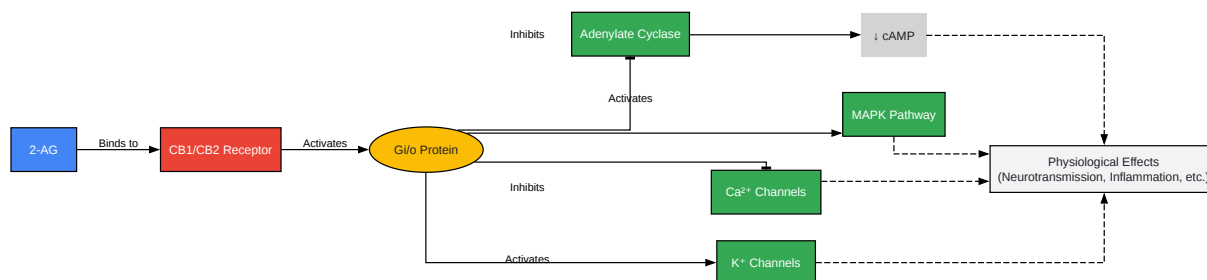 Inhibits
Adenylate Cyclase
↓ cAMP
Activates
MAPK Pathway
2-AG
Binds to
CB1/CB2 Receptor
Activates
Gi/o Protein
Physiological Effects
(Neurotransmission, Inflammation, etc.)
Inhibits
Ca²⁺ Channels
Activates
K⁺ Channels